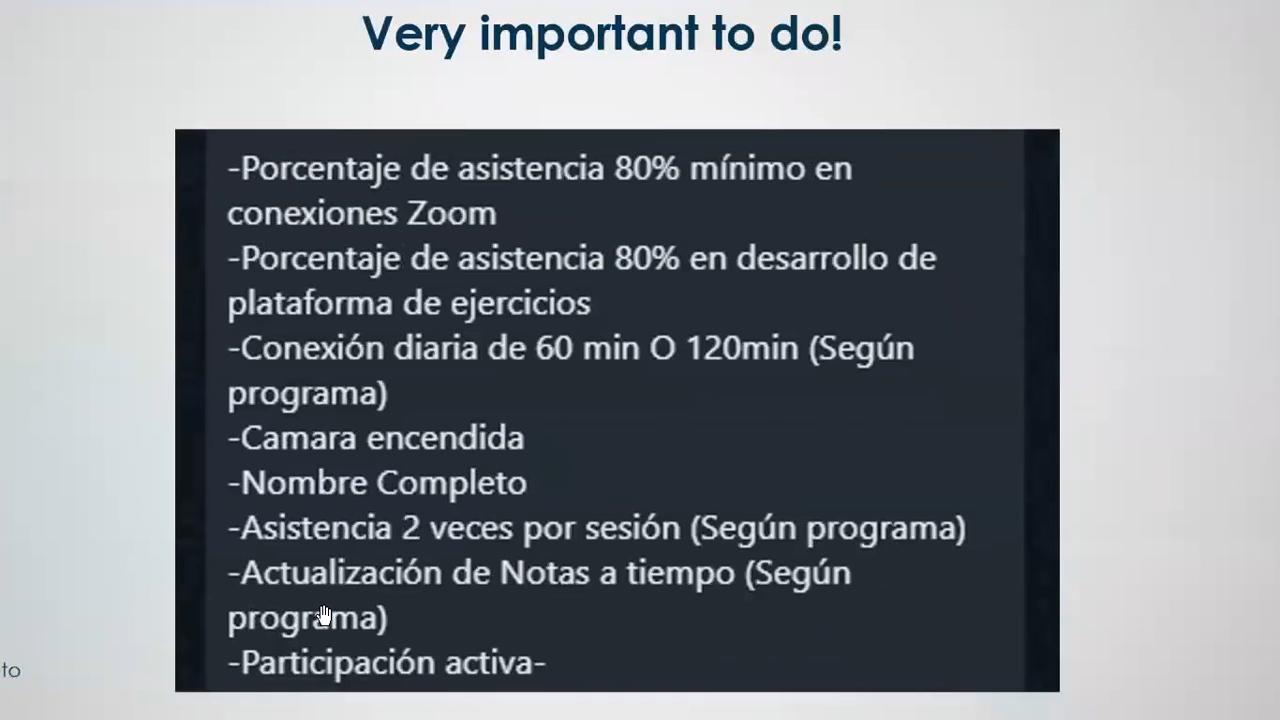 Very important to do!
-Porcentaje de asistencia 80% mínimo en
conexiones Zoom
-Porcentaje de asistencia 80% en desarrollo de
plataforma de ejercicios
-Conexión diaria de 60 min O 120min (Según
programa)
-Camara encendida
-Nombre Completo
-Asistencia 2 veces por sesión (Según programa)
-Actualización de Notas a tiempo (Según
programa)
-Participación activa-
to